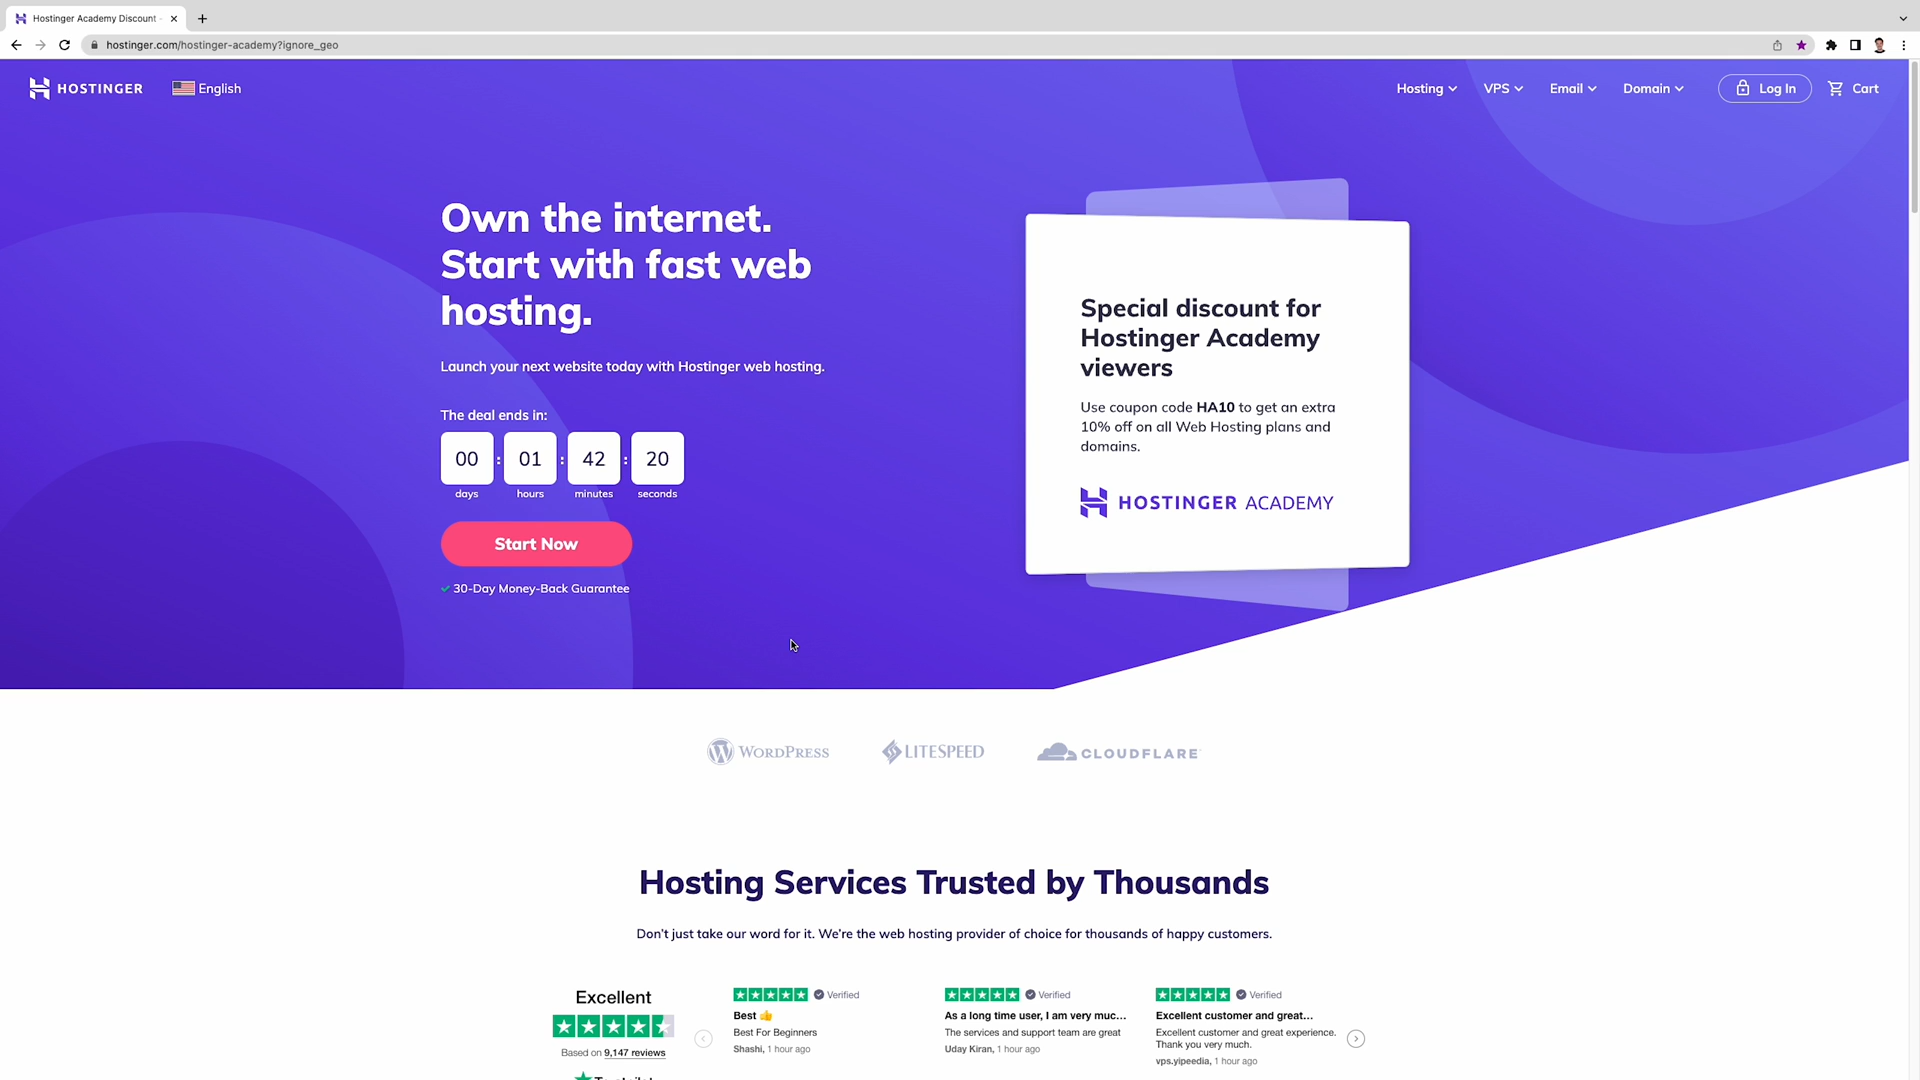 Hostinger Academy Discount -
hostinger.com/hostinger-academy?ignore_geo
HOSTINGER
English
Hosting
VPS
Email
Domain
Log In
Cart
Own the internet.
Start with fast web
hosting.
Launch your next website today with Hostinger web hosting.
The deal ends in:
00 : 01 : 42 : 20
days hours minutes seconds
Start Now
30-Day Money-Back Guarantee
Special discount for
Hostinger Academy
viewers
Use coupon code HA10 to get an extra
10% off on all Web Hosting plans and
domains.
HOSTINGER ACADEMY
WORDPRESS
LITESPEED
CLOUDFLARE
Hosting Services Trusted by Thousands
Don't just take our word for it. We're the web hosting provider of choice for thousands of happy customers.
Excellent
Based on 9,147 reviews
Verified
Best 👍
Best For Beginners
Shashi, 1 hour ago
Verified
As a long time user, I am very muc...
The services and support team are great
Uday Kiran, 1 hour ago
Verified
Excellent customer and great...
Excellent customer and great experience.
Thank you very much.
vps.yipeedia, 1 hour ago